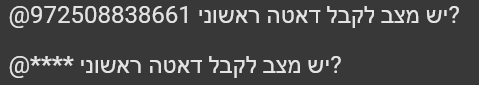 @972508838661 יש מצב לקבל דאטה ראשוני?
@**** יש מצב לקבל דאטה ראשוני?